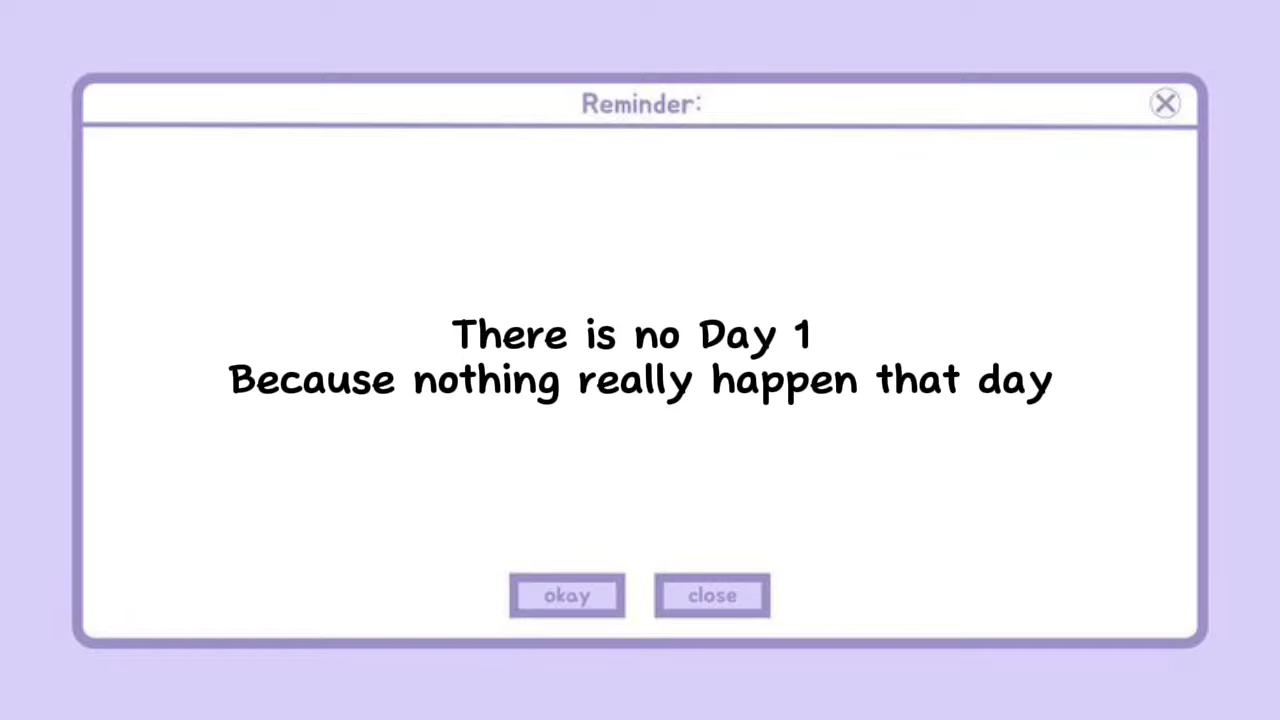 Reminder:
There is no Day 1
Because nothing really happen that day
okay
close